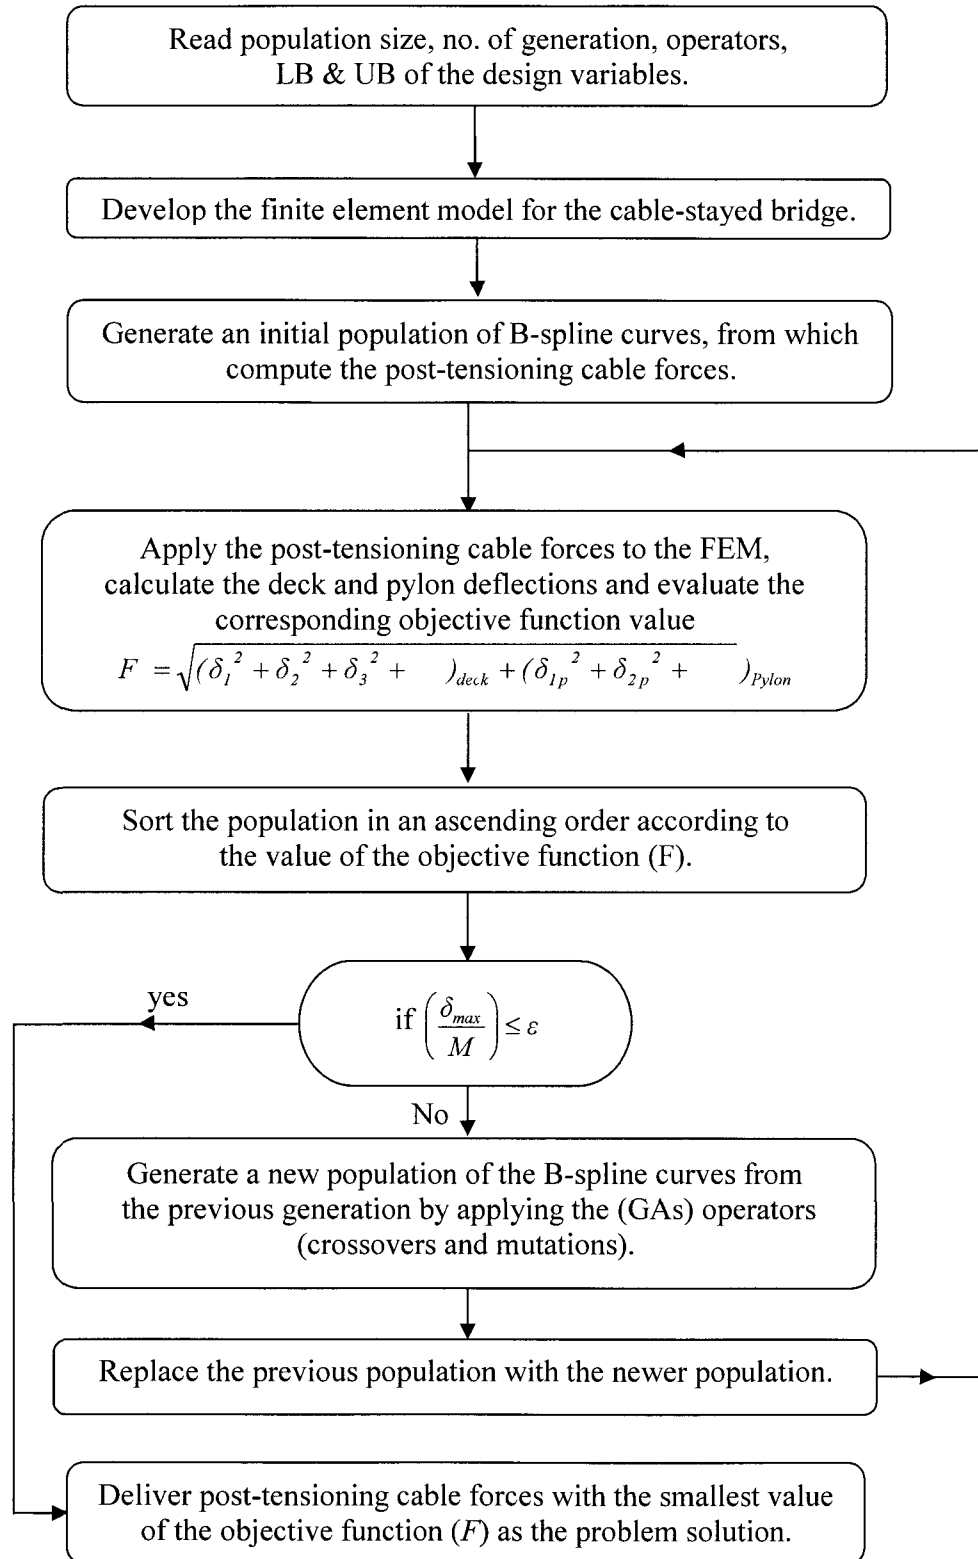 Read population size, no. of generation, operators,
LB & UB of the design variables.
Develop the finite element model for the cable-stayed bridge.
Generate an initial population of B-spline curves, from which
compute the post-tensioning cable forces.
Apply the post-tensioning cable forces to the FEM,
calculate the deck and pylon deflections and evaluate the
corresponding objective function value
F = √(δ₁² + δ₂² + δ₃² + )deck + (δ₁ₚ² + δ₂ₚ² + )Pylon
Sort the population in an ascending order according to
the value of the objective function (F).
yes
if (δmax/M) ≤ ε
No
Generate a new population of the B-spline curves from
the previous generation by applying the (GAs) operators
(crossovers and mutations).
Replace the previous population with the newer population.
Deliver post-tensioning cable forces with the smallest value
of the objective function (F) as the problem solution.